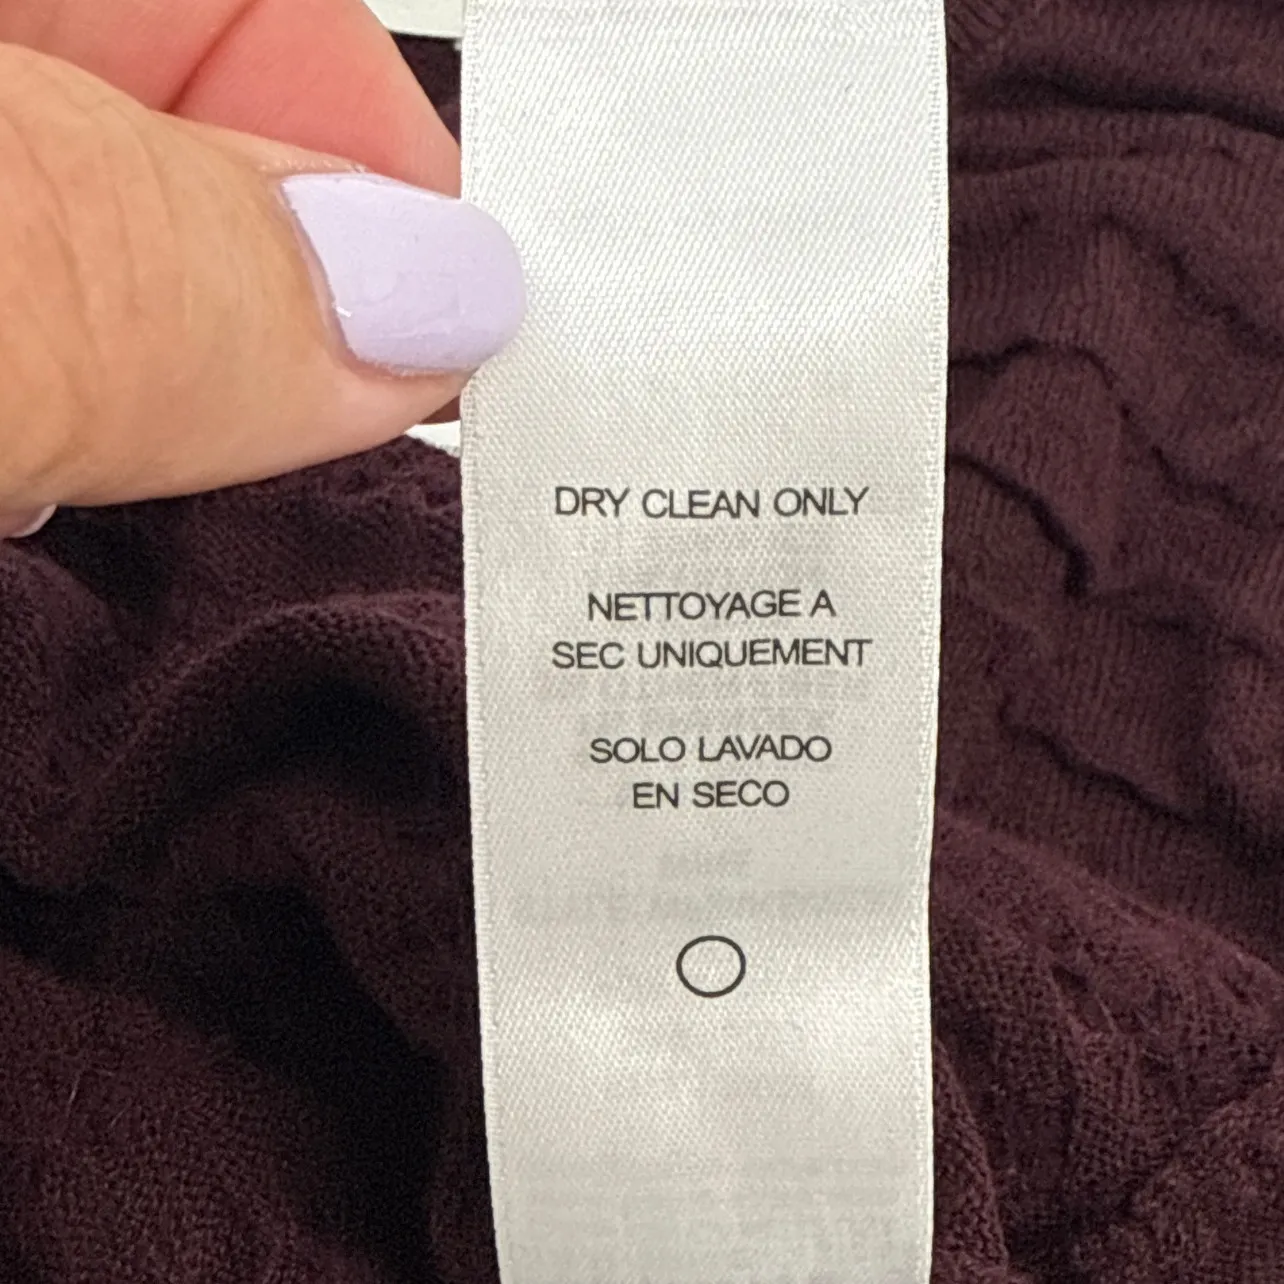 DRY CLEAN ONLY
NETTOYAGE A
SEC UNIQUEMENT
SOLO LAVADO
EN SECO